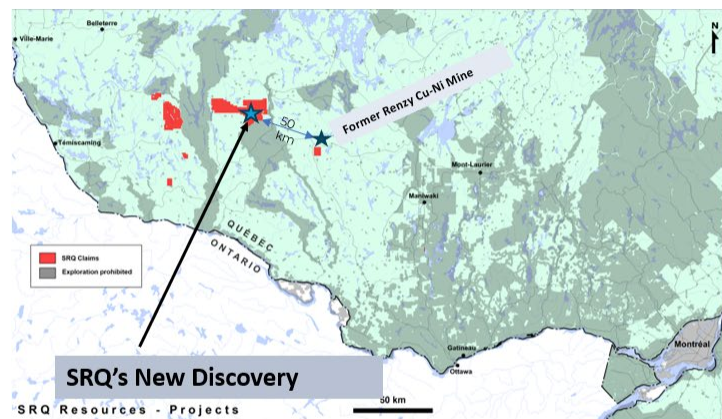 Belleterre
Ville-Marie
N
Former Renzy Cu-Ni Mine
50
km
Témiscaming
Mont-Laurier
Maniwaki
QUÉBEC
ONTARIO
SRQ Claims
Exploration prohibited
Montréal
Gatineau
Ottawa
SRQ's New Discovery
50 km
SRQ Resources - Projects